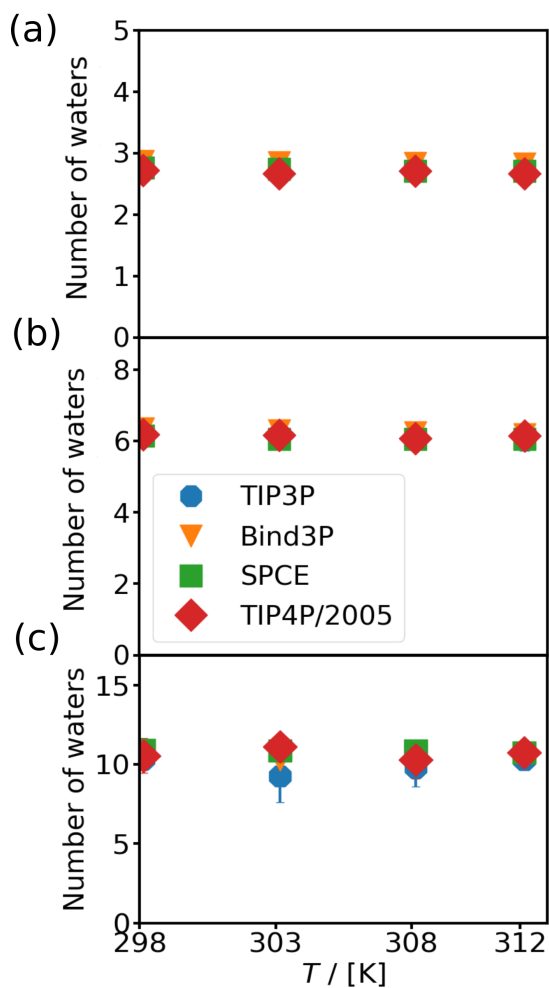 (a)
Number of waters
5
4
3
2
1
0
(b)
Number of waters
8
6
4
2
0
TIP3P
Bind3P
SPCE
TIP4P/2005
(c)
Number of waters
15
10
5
0
298 303 308 312
T / [K]